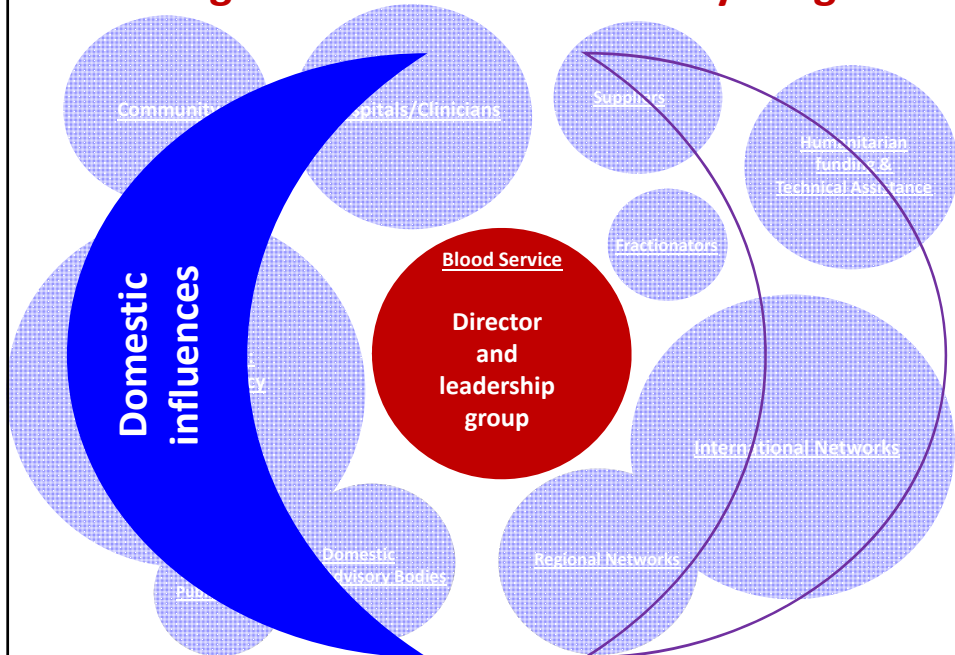 Community
Hospitals/Clinicians
Suppliers
Humanitarian
funding &
Technical Assistance
Fractionators
Blood Service
Director
and
leadership
group
Domestic
influences
International Networks
Domestic
Advisory Bodies
Regional Networks